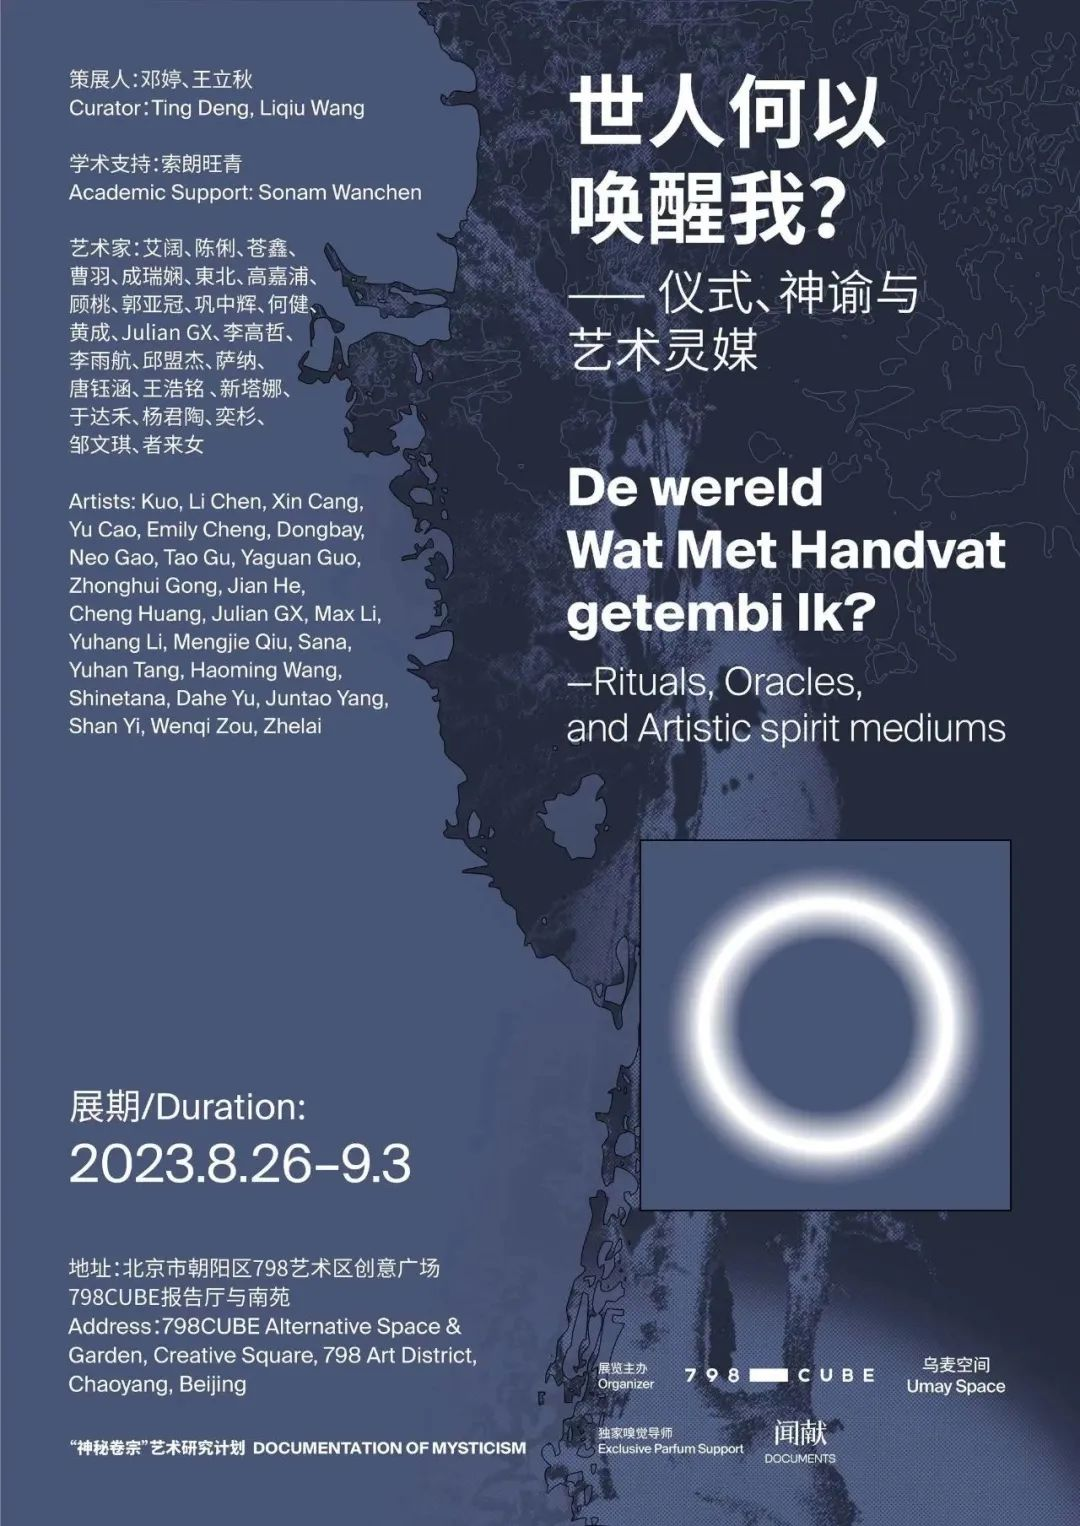 策展人：邓婷、王立秋
Curator：Ting Deng, Liqiu Wang
学术支持：索朗旺青
Academic Support: Sonam Wanchen
艺术家：艾阔、陈俐、苍鑫、
曹羽、成瑞娴、東北、高嘉浦、
顾桃、郭亚冠、巩中辉、何健、
黄成、Julian GX、李高哲、
李雨航、邱盟杰、萨纳、
唐钰涵、王浩铭、新塔娜、
于达禾、杨君陶、奕杉、
邹文琪、者来女
Artists: Kuo, Li Chen, Xin Cang,
Yu Cao, Emily Cheng, Dongbay,
Neo Gao, Tao Gu, Yaguan Guo,
Zhonghui Gong, Jian He,
Cheng Huang, Julian GX, Max Li,
Yuhang Li, Mengjie Qiu, Sana,
Yuhan Tang, Haoming Wang,
Shinetana, Dahe Yu, Juntao Yang,
Shan Yi, Wenqi Zou, Zhelai
世人何以
唤醒我？
—— 仪式、神谕与
艺术灵媒
De wereld
Wat Met Handvat
getembi Ik?
—Rituals, Oracles,
and Artistic spirit mediums
展期/Duration:
2023.8.26–9.3
地址：北京市朝阳区798艺术区创意广场
798CUBE报告厅与南苑
Address：798CUBE Alternative Space &
Garden, Creative Square, 798 Art District,
Chaoyang, Beijing
“神秘卷宗”艺术研究计划 DOCUMENTATION OF MYSTICISM
展览主办
Organizer
798 CUBE
乌麦空间
Umay Space
独家嗅觉导师
Exclusive Parfum Support
闻献
DOCUMENTS